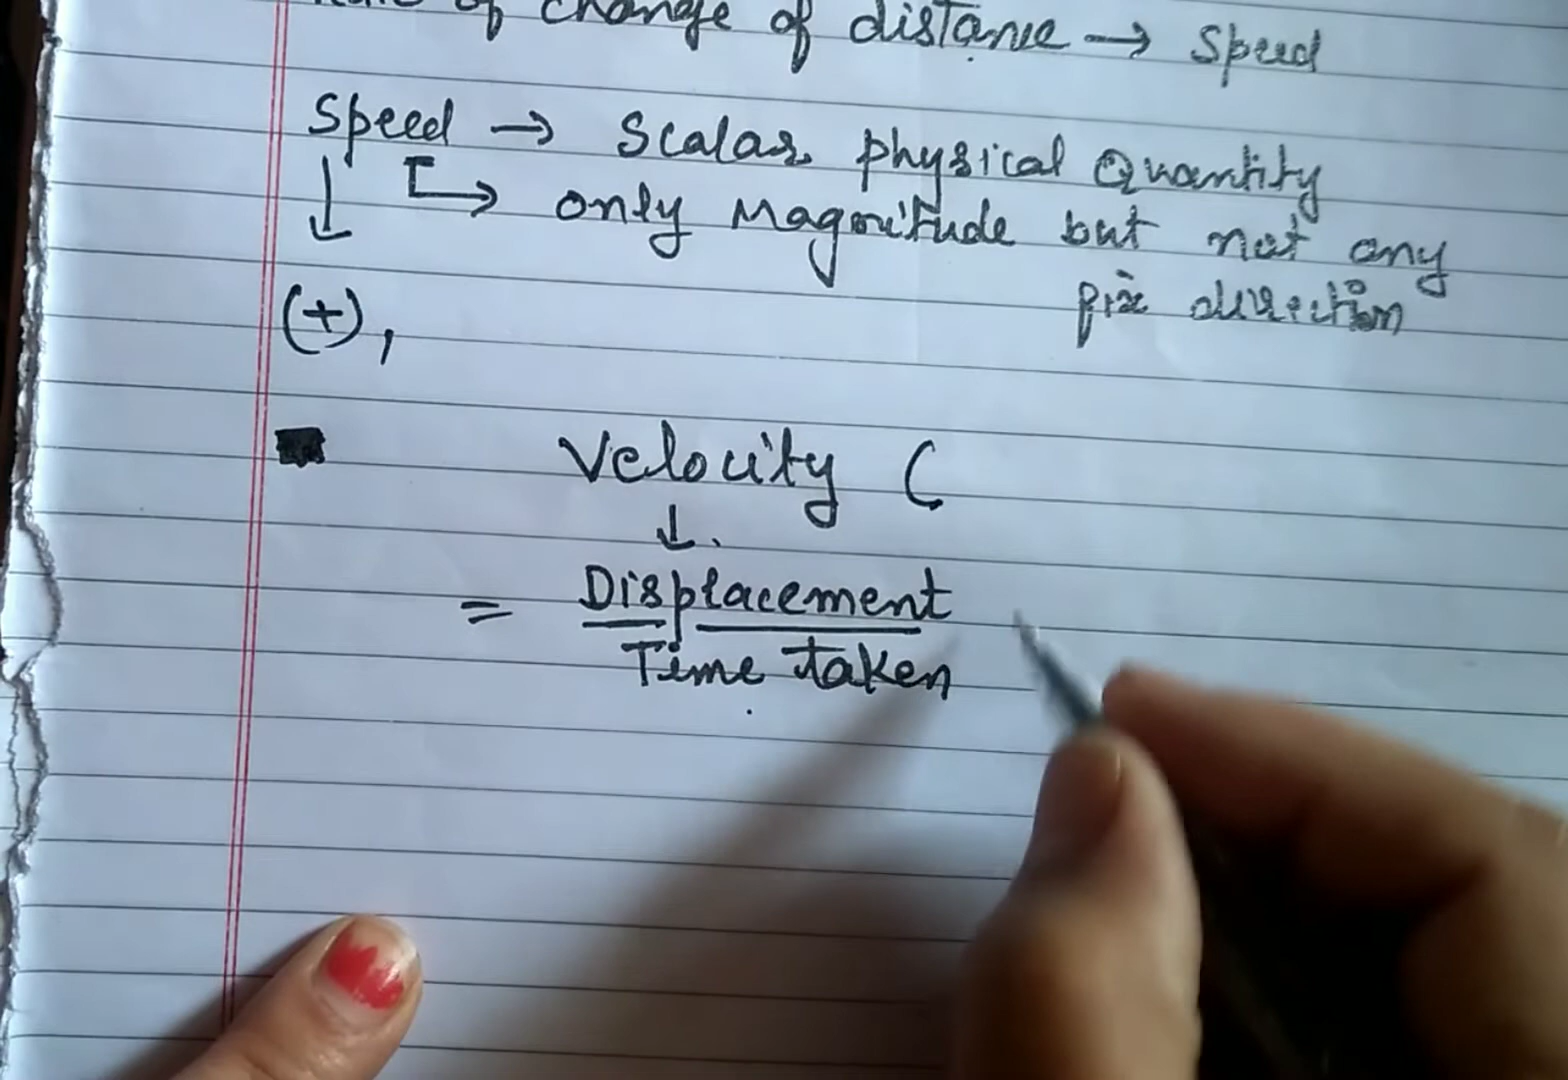 of change of distance → Speed
Speed → Scalar physical Quantity
↓ ↳ only Magnitude but not any
fix direction
(+),
Velocity (
↓.
= Displacement
Time taken